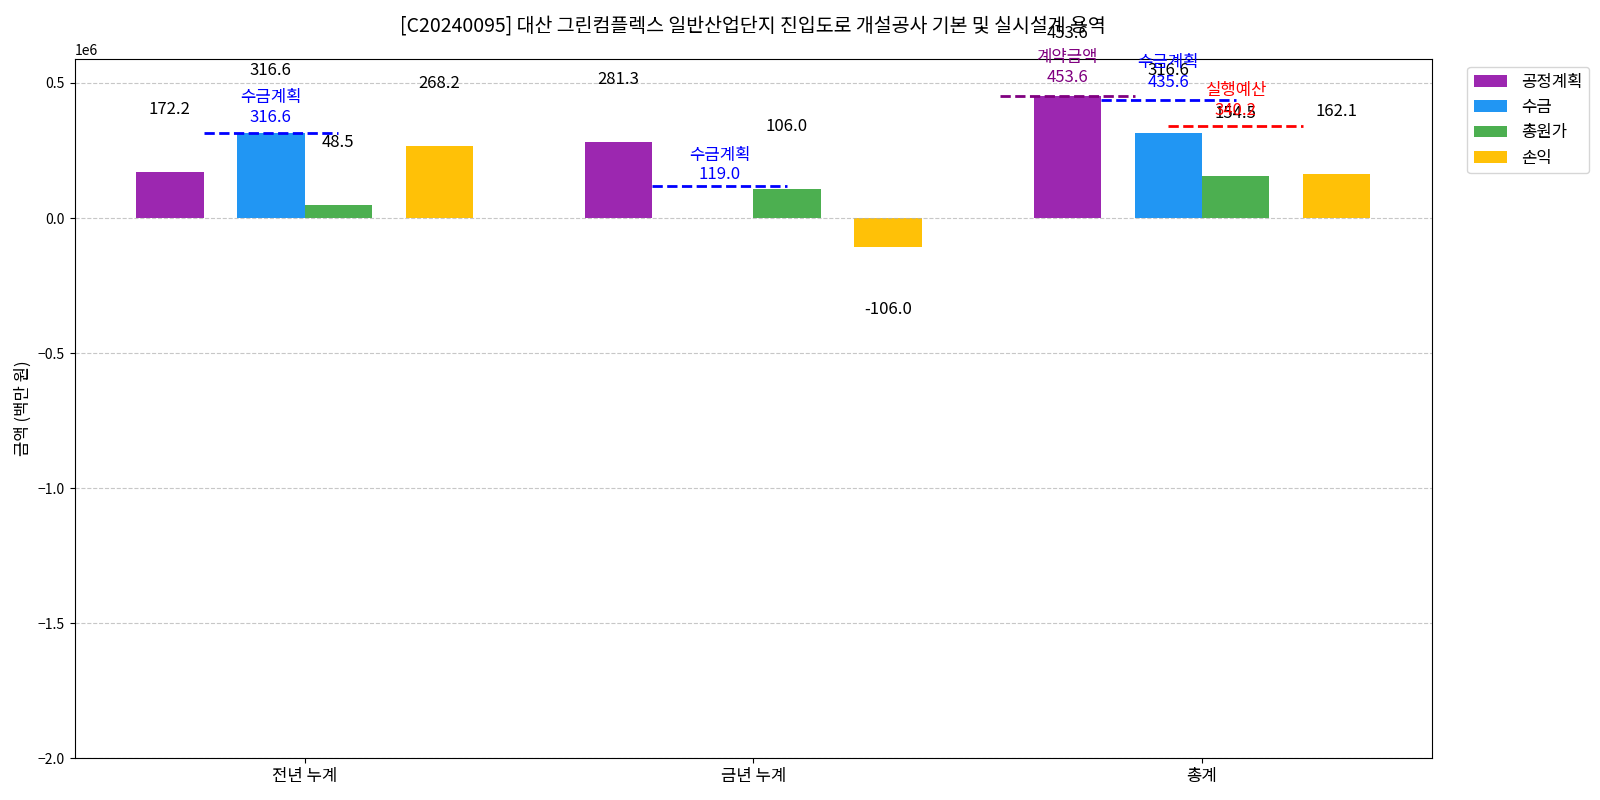 [C20240095] 대산 그린컴플렉스 일반산업단지 진입도로 개설공사 기본 및 실시설계 용역
1e6
0.5
0.0
−0.5
−1.0
−1.5
−2.0
금액 (백만 원)
172.2
316.6
수금계획
316.6
48.5
268.2
281.3
수금계획
119.0
106.0
-106.0
453.6
계약금액
453.6
수금계획
316.6
435.6
실행예산
340.2
154.5
162.1
전년 누계
금년 누계
총계
공정계획
수금
총원가
손익